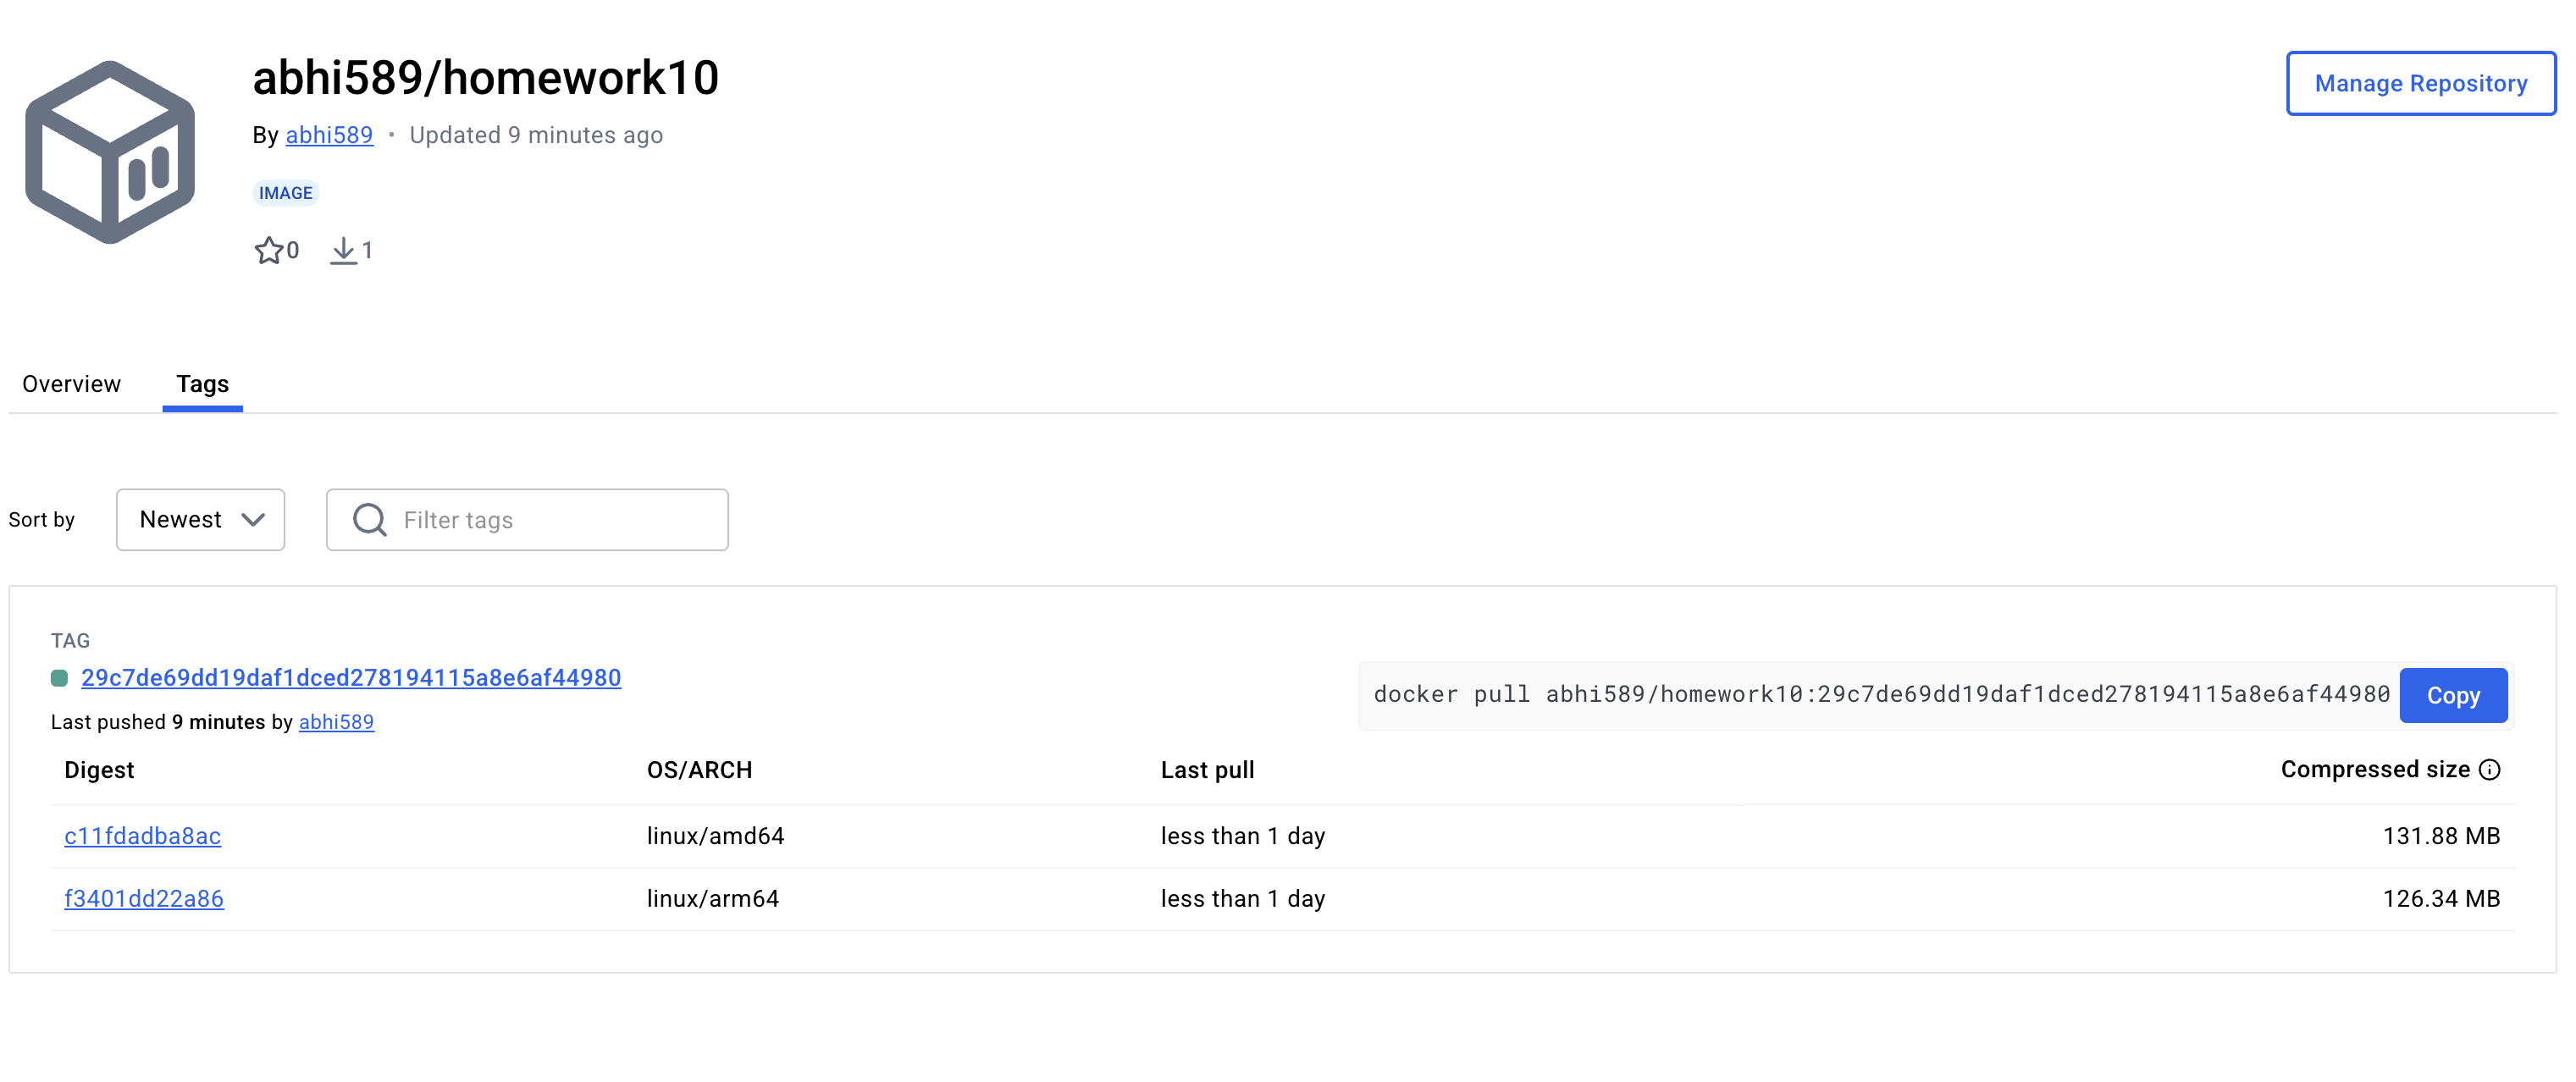 abhi589/homework10
Manage Repository
By abhi589 • Updated 9 minutes ago
IMAGE
0 1
Overview Tags
Sort by Newest Filter tags
TAG
29c7de69dd19daf1dced278194115a8e6af44980
docker pull abhi589/homework10:29c7de69dd19daf1dced278194115a8e6af44980 Copy
Last pushed 9 minutes by abhi589
Digest OS/ARCH Last pull Compressed size
c11fdadba8ac linux/amd64 less than 1 day 131.88 MB
f3401dd22a86 linux/arm64 less than 1 day 126.34 MB